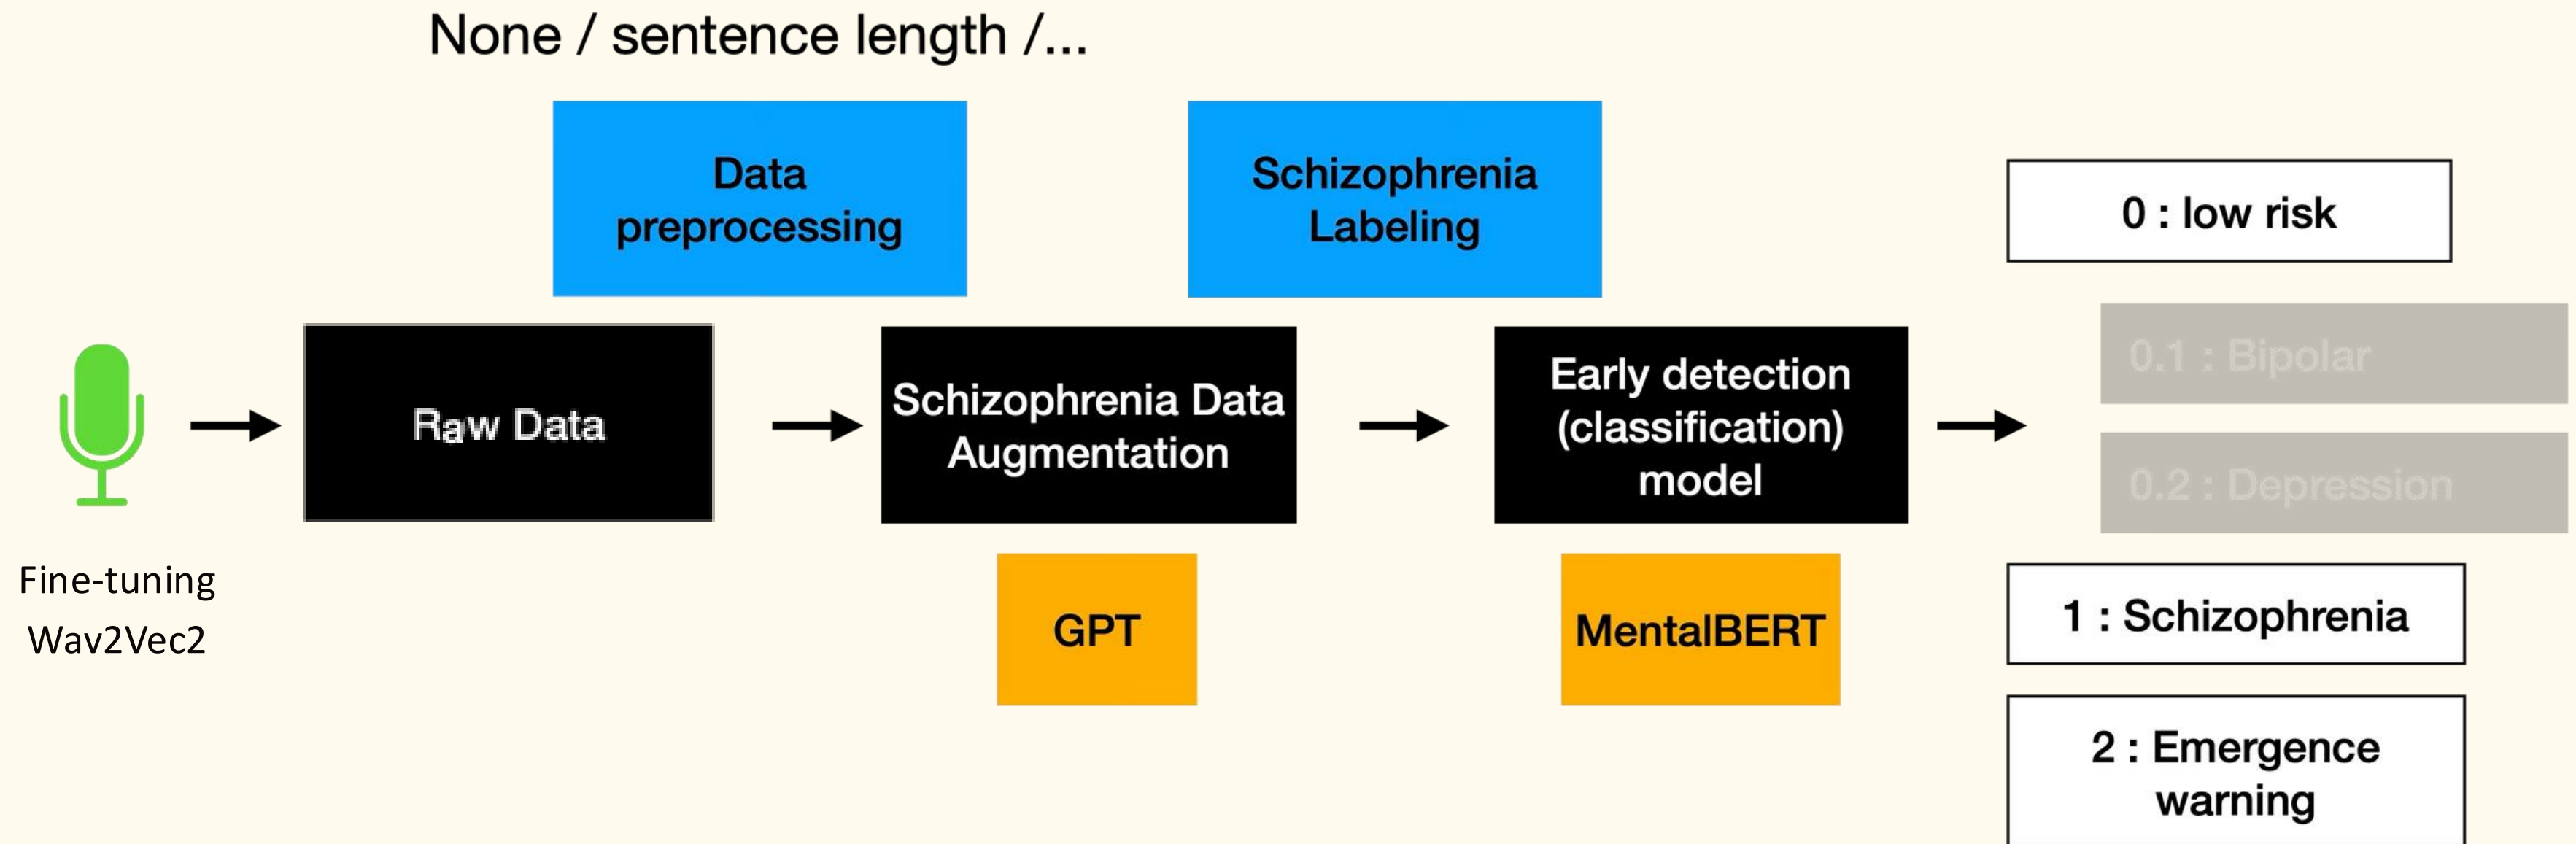 None / sentence length /...
Data
preprocessing
Schizophrenia
Labeling
Fine-tuning
Wav2Vec2
Raw Data
Schizophrenia Data
Augmentation
GPT
Early detection
(classification)
model
MentalBERT
0 : low risk
0.1 : Bipolar
0.2 : Depression
1 : Schizophrenia
2 : Emergence
warning